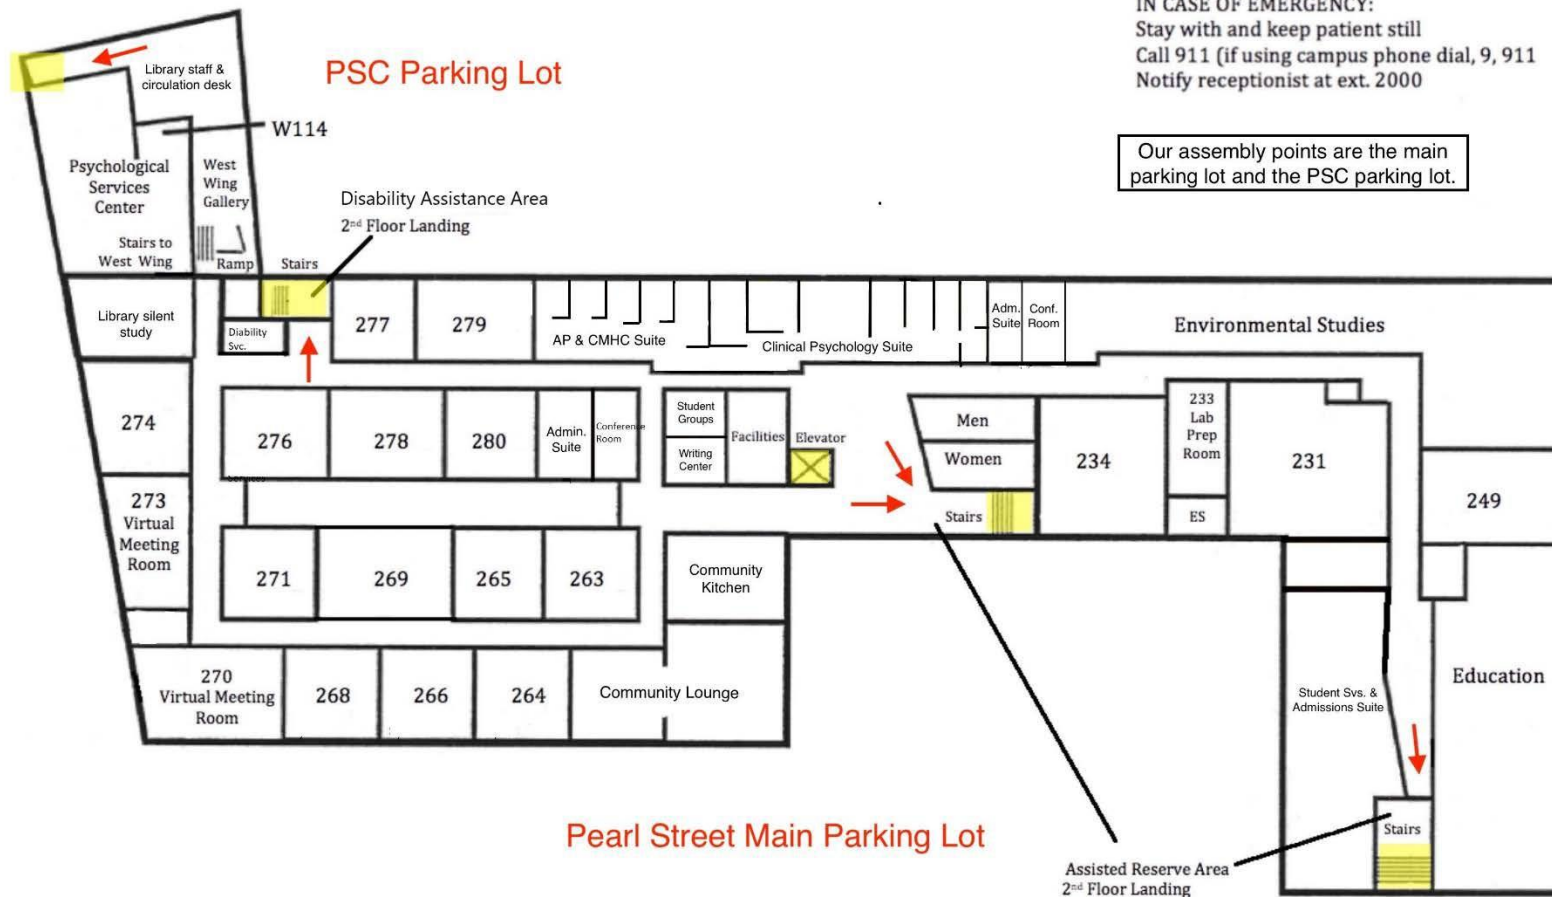 IN CASE OF EMERGENCY:
Stay with and keep patient still
Call 911 (if using campus phone dial, 9, 911
Notify receptionist at ext. 2000
Our assembly points are the main
parking lot and the PSC parking lot.
PSC Parking Lot
Library staff &
circulation desk
W114
Psychological
Services
Center
West
Wing
Gallery
Disability Assistance Area
2nd Floor Landing
Stairs to
West Wing
Ramp
Stairs
Library silent
study
Diability
Svc.
277
279
AP & CMHC Suite
Clinical Psychology Suite
Adm.
Suite
Conf.
Room
Environmental Studies
274
276
278
280
Admin.
Suite
Conference
Room
Student
Groups
Writing
Center
Facilities
Elevator
Men
Women
Stairs
234
233
Lab
Prep
Room
ES
231
249
273
Virtual
Meeting
Room
271
269
265
263
Community
Kitchen
270
Virtual Meeting
Room
268
266
264
Community Lounge
Student Svs. &
Admissions Suite
Education
Stairs
Pearl Street Main Parking Lot
Assisted Reserve Area
2nd Floor Landing